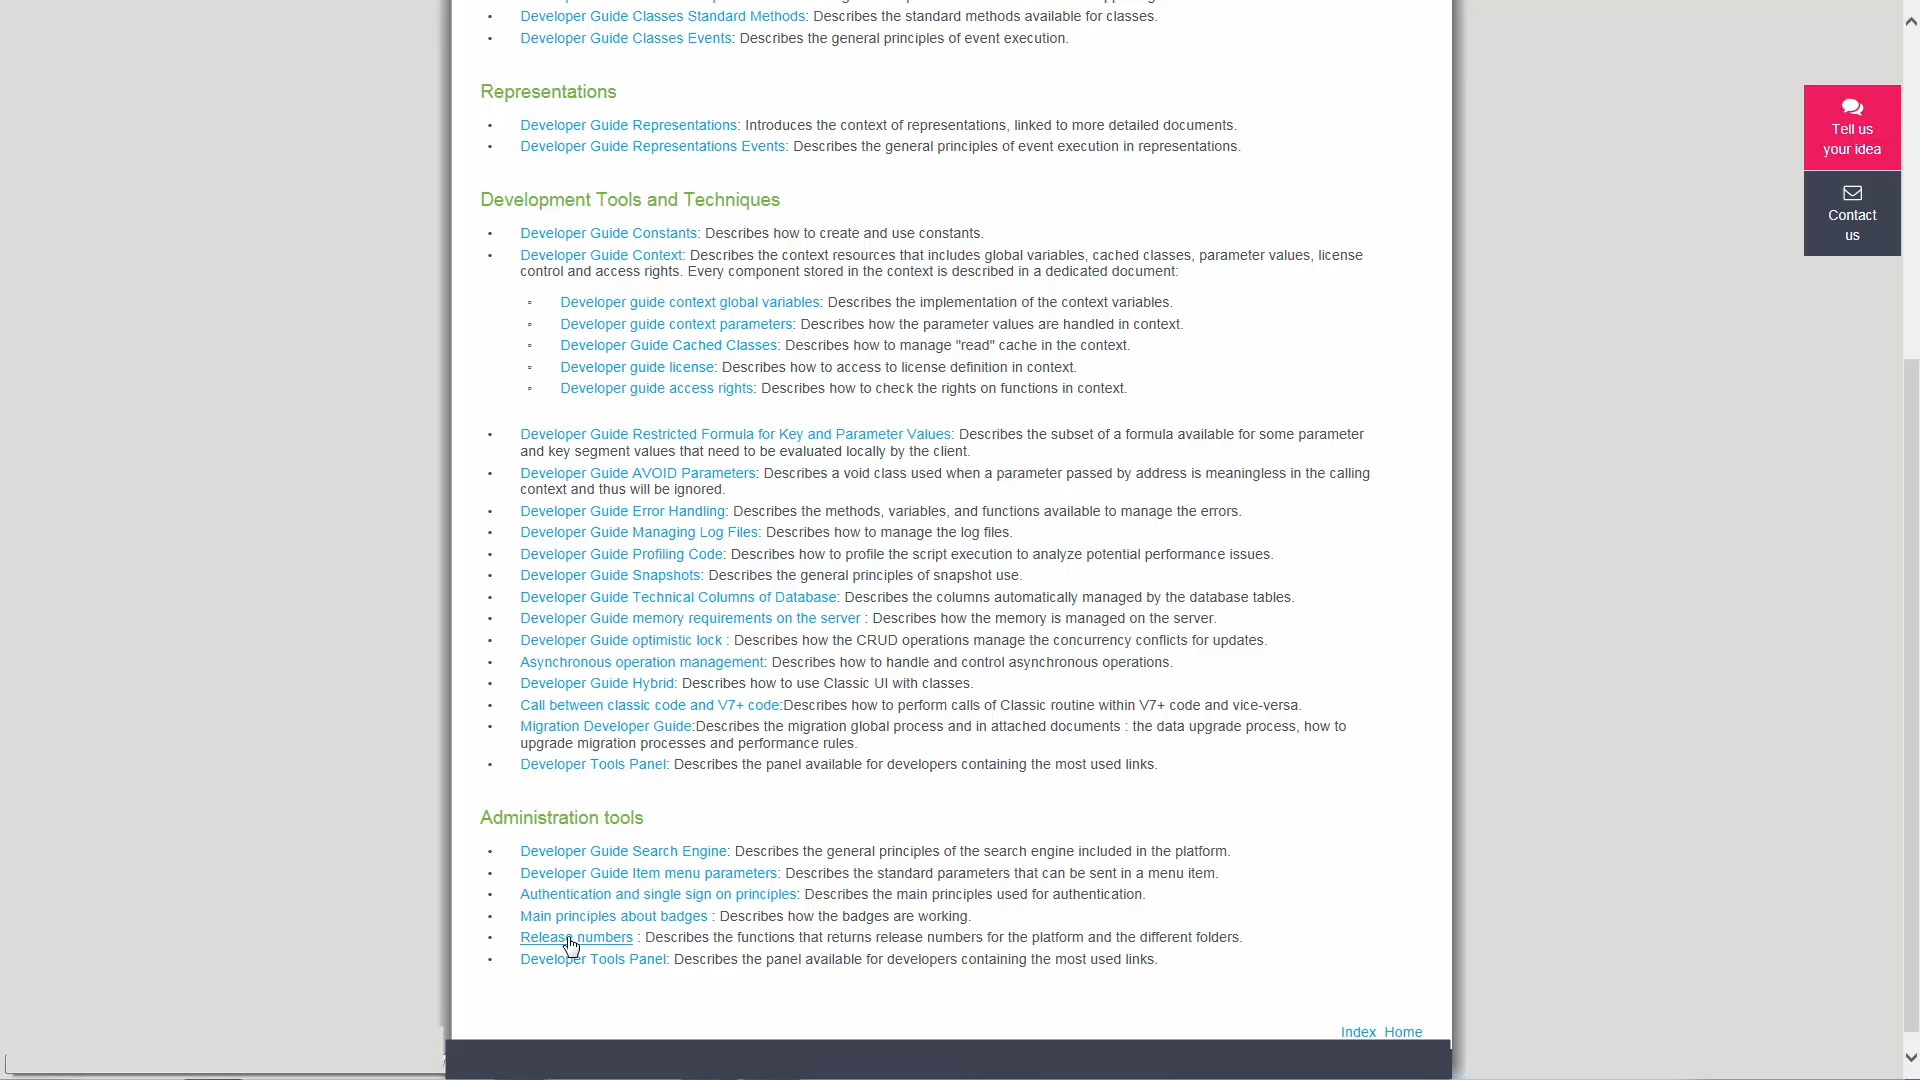 Developer Guide Classes Standard Methods: Describes the standard methods available for classes.
Developer Guide Classes Events: Describes the general principles of event execution.
Representations
Developer Guide Representations: Introduces the context of representations, linked to more detailed documents.
Developer Guide Representations Events: Describes the general principles of event execution in representations.
Development Tools and Techniques
Developer Guide Constants: Describes how to create and use constants.
Developer Guide Context: Describes the context resources that includes global variables, cached classes, parameter values, license
control and access rights. Every component stored in the context is described in a dedicated document:
Developer guide context global variables: Describes the implementation of the context variables.
Developer guide context parameters: Describes how the parameter values are handled in context.
Developer Guide Cached Classes: Describes how to manage "read" cache in the context.
Developer guide license: Describes how to access to license definition in context.
Developer guide access rights: Describes how to check the rights on functions in context.
Developer Guide Restricted Formula for Key and Parameter Values: Describes the subset of a formula available for some parameter
and key segment values that need to be evaluated locally by the client.
Developer Guide AVOID Parameters: Describes a void class used when a parameter passed by address is meaningless in the calling
context and thus will be ignored.
Developer Guide Error Handling: Describes the methods, variables, and functions available to manage the errors.
Developer Guide Managing Log Files: Describes how to manage the log files.
Developer Guide Profiling Code: Describes how to profile the script execution to analyze potential performance issues.
Developer Guide Snapshots: Describes the general principles of snapshot use.
Developer Guide Technical Columns of Database: Describes the columns automatically managed by the database tables.
Developer Guide memory requirements on the server : Describes how the memory is managed on the server.
Developer Guide optimistic lock : Describes how the CRUD operations manage the concurrency conflicts for updates.
Asynchronous operation management: Describes how to handle and control asynchronous operations.
Developer Guide Hybrid: Describes how to use Classic UI with classes.
Call between classic code and V7+ code:Describes how to perform calls of Classic routine within V7+ code and vice-versa.
Migration Developer Guide:Describes the migration global process and in attached documents : the data upgrade process, how to
upgrade migration processes and performance rules.
Developer Tools Panel: Describes the panel available for developers containing the most used links.
Administration tools
Developer Guide Search Engine: Describes the general principles of the search engine included in the platform.
Developer Guide Item menu parameters: Describes the standard parameters that can be sent in a menu item.
Authentication and single sign on principles: Describes the main principles used for authentication.
Main principles about badges : Describes how the badges are working.
Release numbers : Describes the functions that returns release numbers for the platform and the different folders.
Developer Tools Panel: Describes the panel available for developers containing the most used links.
Index Home
Tell us
your idea
Contact
us